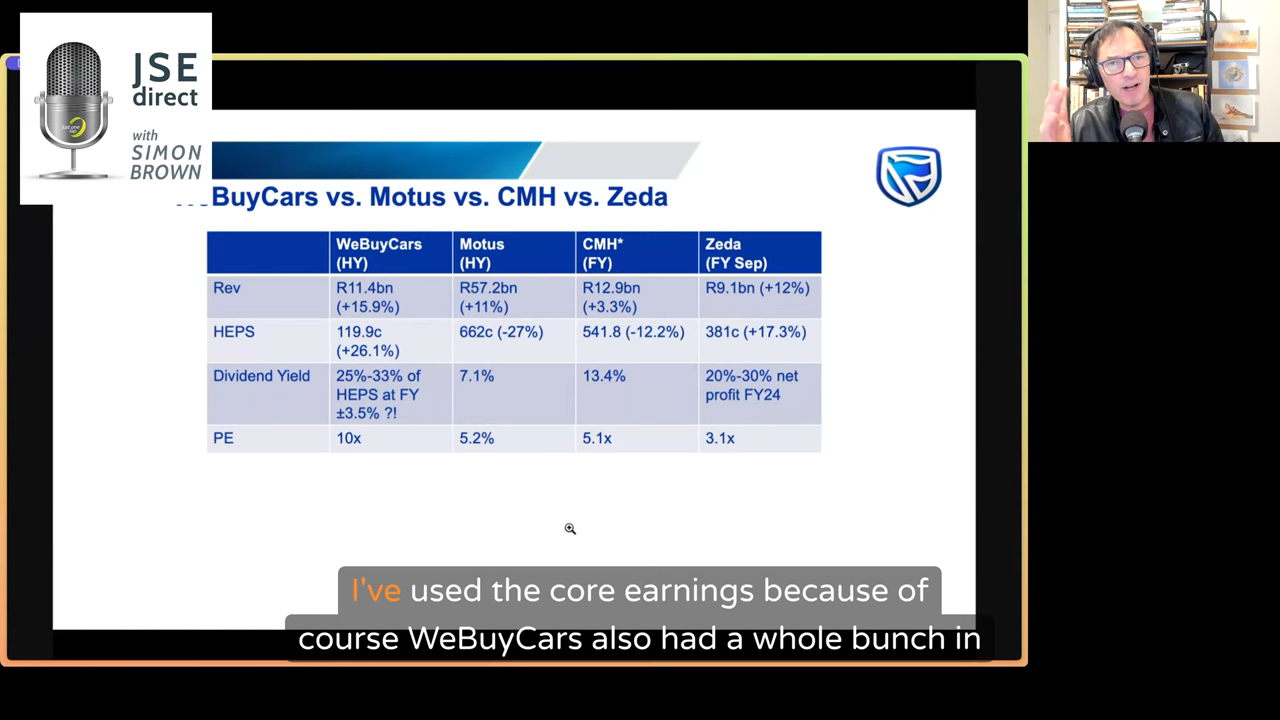 JSE
direct
with
SIMON
BROWN
BuyCars vs. Motus vs. CMH vs. Zeda
WeBuyCars
(HY)
Motus
(HY)
CMH*
(FY)
Zeda
(FY Sep)
Rev
R11.4bn
(+15.9%)
R57.2bn
(+11%)
R12.9bn
(+3.3%)
R9.1bn (+12%)
HEPS
119.9c
(+26.1%)
662c (-27%)
541.8 (-12.2%)
381c (+17.3%)
Dividend Yield
25%-33% of
HEPS at FY
±3.5% ?!
7.1%
13.4%
20%-30% net
profit FY24
PE
10x
5.2%
5.1x
3.1x
I've used the core earnings because of
course WeBuyCars also had a whole bunch in